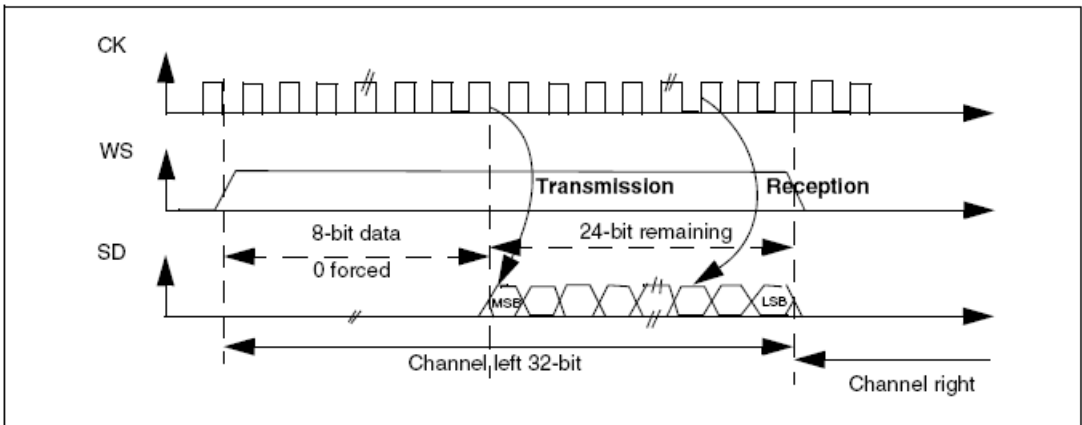 CK
WS
Transmission
Reception
8-bit data
24-bit remaining
SD
0 forced
MSB
LSB
Channel left 32-bit
Channel right